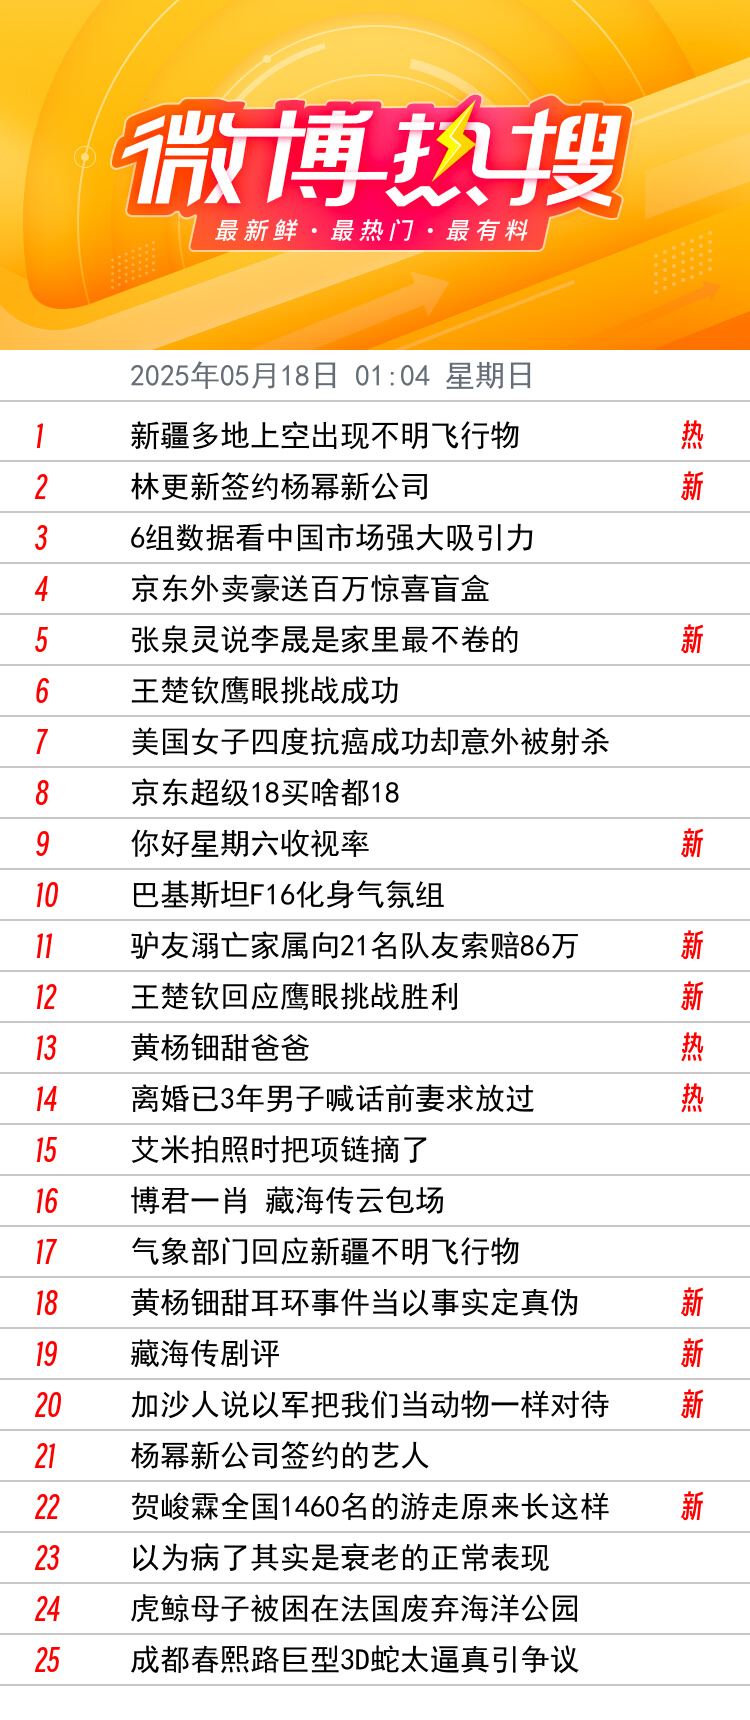 微博热搜
最新鲜·最热门·最有料
2025年05月18日 01:04 星期日
1 新疆多地上空出现不明飞行物 热
2 林更新签约杨幂新公司 新
3 6组数据看中国市场强大吸引力
4 京东外卖豪送百万惊喜盲盒
5 张泉灵说李晟是家里最不卷的 新
6 王楚钦鹰眼挑战成功
7 美国女子四度抗癌成功却意外被射杀
8 京东超级18买啥都18
9 你好星期六收视率 新
10 巴基斯坦F16化身气氛组
11 驴友溺亡家属向21名队友索赔86万 新
12 王楚钦回应鹰眼挑战胜利 新
13 黄杨钿甜爸爸 热
14 离婚已3年男子喊话前妻求放过 热
15 艾米拍照时把项链摘了
16 博君一肖 藏海传云包场
17 气象部门回应新疆不明飞行物
18 黄杨钿甜耳环事件当以事实定真伪 新
19 藏海传剧评 新
20 加沙人说以军把我们当动物一样对待 新
21 杨幂新公司签约的艺人
22 贺峻霖全国1460名的游走原来长这样 新
23 以为病了其实是衰老的正常表现
24 虎鲸母子被困在法国废弃海洋公园
25 成都春熙路巨型3D蛇太逼真引争议